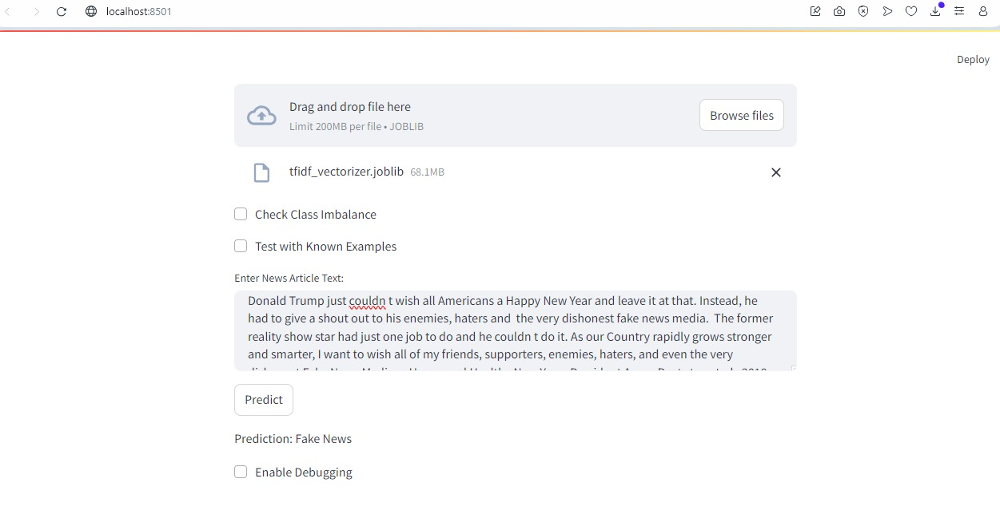 localhost:8501
Deploy
Drag and drop file here
Limit 200MB per file • JOBLIB
Browse files
tfidf_vectorizer.joblib 68.1MB
Check Class Imbalance
Test with Known Examples
Enter News Article Text:
Donald Trump just couldn t wish all Americans a Happy New Year and leave it at that. Instead, he
had to give a shout out to his enemies, haters and  the very dishonest fake news media.  The former
reality show star had just one job to do and he couldn t do it. As our Country rapidly grows stronger
and smarter, I want to wish all of my friends, supporters, enemies, haters, and even the very
Predict
Prediction: Fake News
Enable Debugging